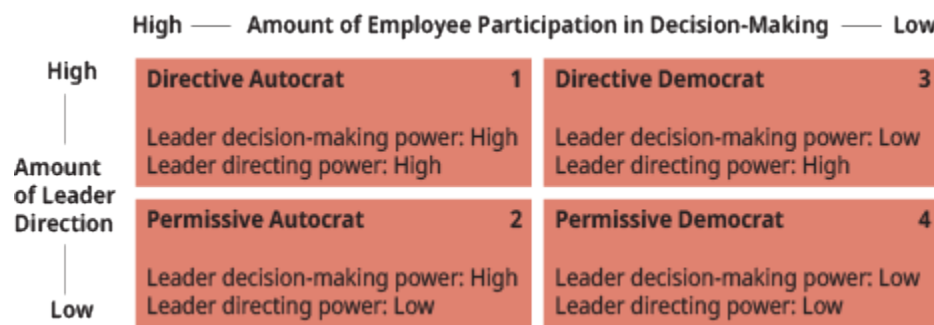 High — Amount of Employee Participation in Decision-Making — Low
High
Amount
of Leader
Direction
Low
Directive Autocrat 1
Leader decision-making power: High
Leader directing power: High
Directive Democrat 3
Leader decision-making power: Low
Leader directing power: High
Permissive Autocrat 2
Leader decision-making power: High
Leader directing power: Low
Permissive Democrat 4
Leader decision-making power: Low
Leader directing power: Low